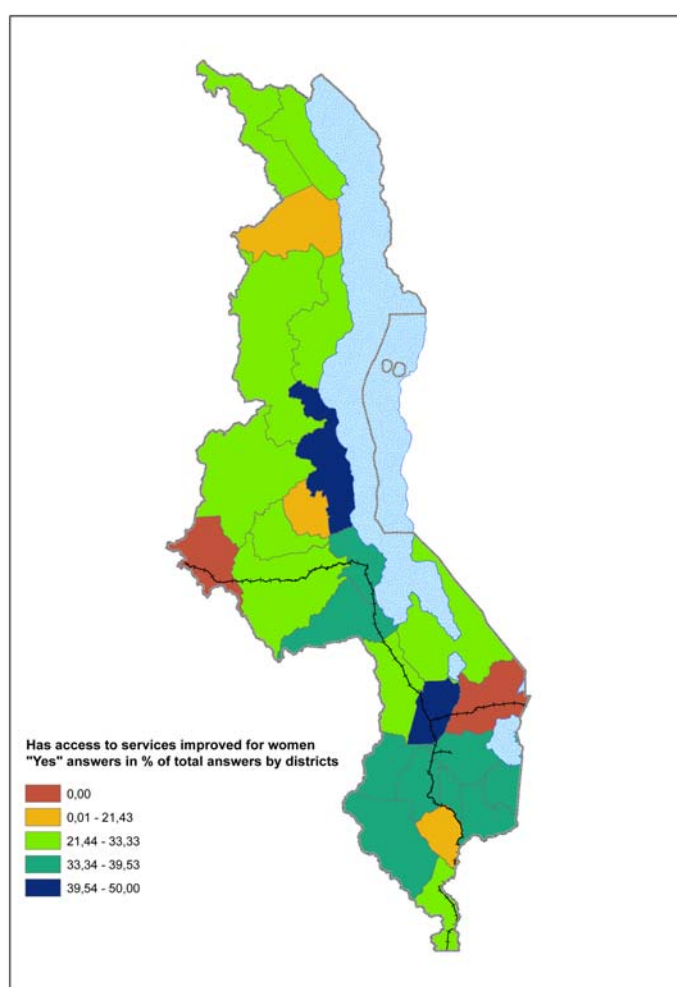 Has access to services improved for women
"Yes" answers in % of total answers by districts
0,00
0,01 - 21,43
21,44 - 33,33
33,34 - 39,53
39,54 - 50,00